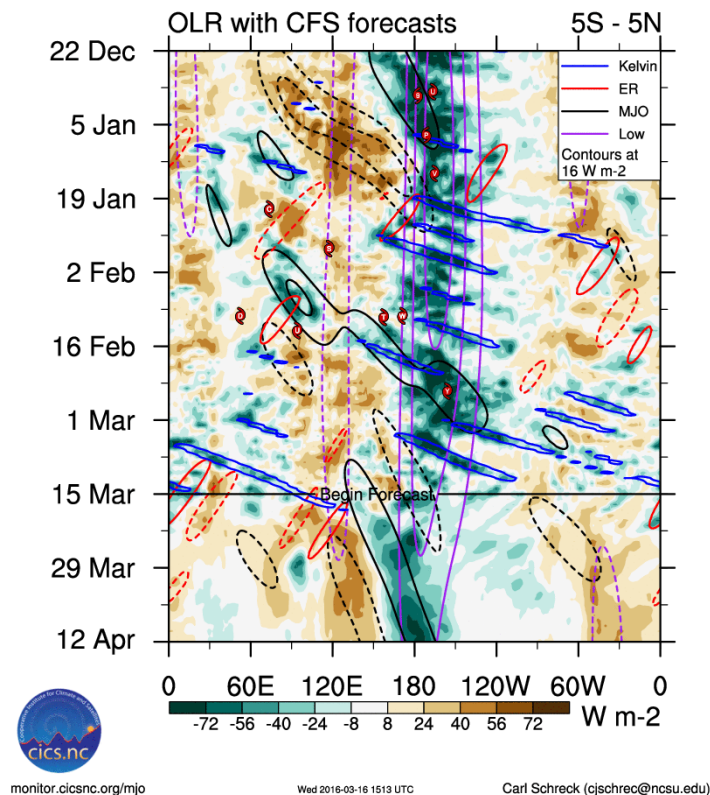 OLR with CFS forecasts 5S - 5N
22 Dec
5 Jan
19 Jan
2 Feb
16 Feb
1 Mar
15 Mar
29 Mar
12 Apr
Kelvin
ER
MJO
Low
Contours at
16 W m-2
9 U
P
V
C
B
D
U
T W
Y
Begin Forecast
0 60E 120E 180 120W 60W 0
-72 -56 -40 -24 -8 8 24 40 56 72 W m-2
cics.nc
monitor.cicsnc.org/mjo Wed 2016-03-16 1513 UTC Carl Schreck (cjschrec@ncsu.edu)